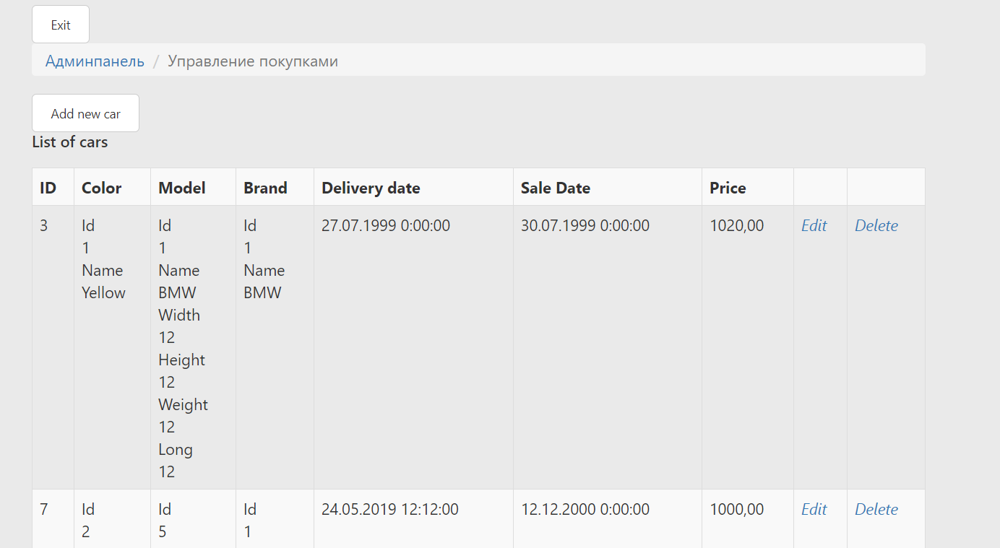 Exit
Админпанель / Управление покупками
Add new car
List of cars
ID Color Model Brand Delivery date Sale Date Price
3 Id Id Id 27.07.1999 0:00:00 30.07.1999 0:00:00 1020,00 Edit Delete
1 1 1
Name Name Name
Yellow BMW BMW
Width
12
Height
12
Weight
12
Long
12
7 Id Id Id 24.05.2019 12:12:00 12.12.2000 0:00:00 1000,00 Edit Delete
2 5 1